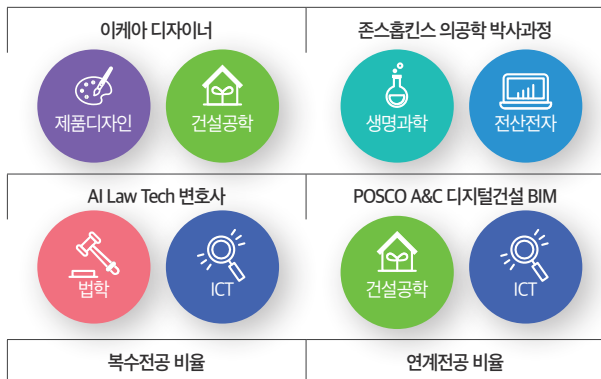 이케아 디자이너
존스홉킨스 의공학 박사과정
제품디자인
건설공학
생명과학
전산전자
AI Law Tech 변호사
POSCO A&C 디지털건설 BIM
법학
ICT
건설공학
ICT
복수전공 비율
연계전공 비율